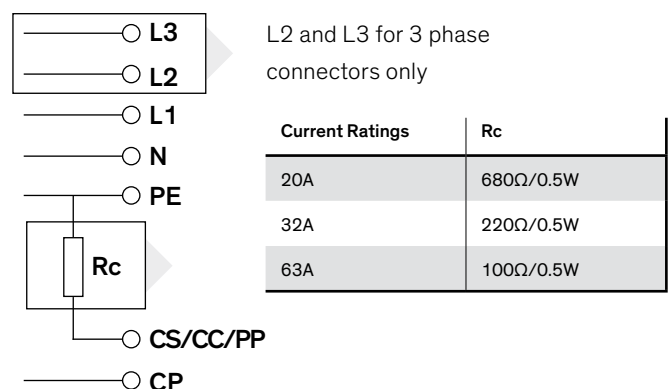 L3
L2
L1
N
PE
Rc
CS/CC/PP
CP
L2 and L3 for 3 phase
connectors only
Current Ratings Rc
20A 680Ω/0.5W
32A 220Ω/0.5W
63A 100Ω/0.5W